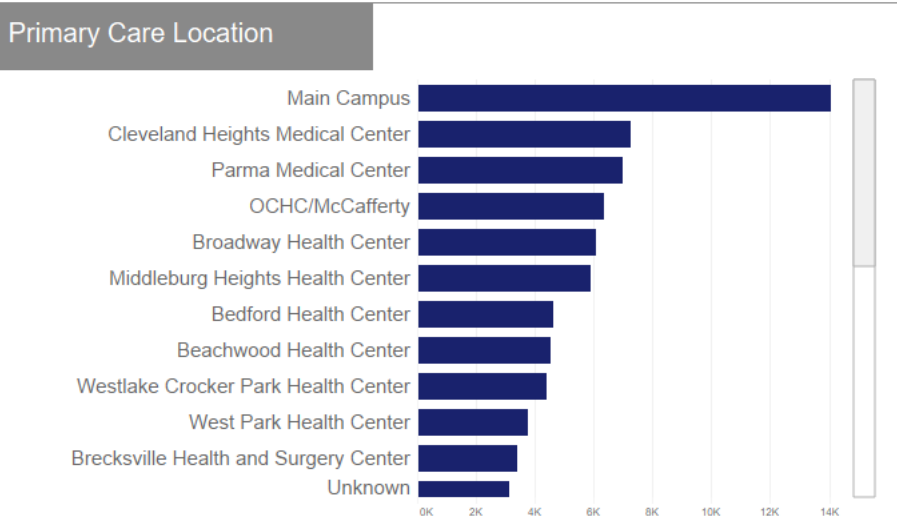 Primary Care Location
Main Campus
Cleveland Heights Medical Center
Parma Medical Center
OCHC/McCafferty
Broadway Health Center
Middleburg Heights Health Center
Bedford Health Center
Beachwood Health Center
Westlake Crocker Park Health Center
West Park Health Center
Brecksville Health and Surgery Center
Unknown
0K 2K 4K 6K 8K 10K 12K 14K